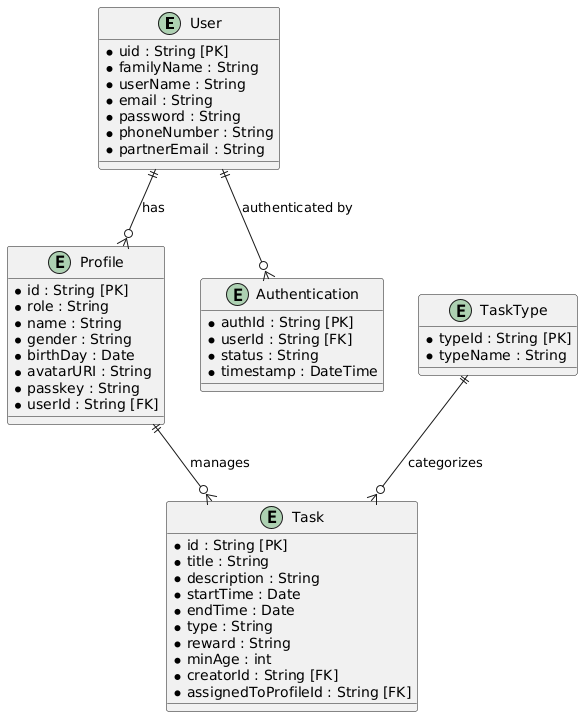 E User
uid : String [PK]
familyName : String
userName : String
email : String
password : String
phoneNumber : String
partnerEmail : String
has
authenticated by
E Profile
id : String [PK]
role : String
name : String
gender : String
birthDay : Date
avatarURI : String
passkey : String
userId : String [FK]
E Authentication
authId : String [PK]
userId : String [FK]
status : String
timestamp : DateTime
E TaskType
typeId : String [PK]
typeName : String
manages
categorizes
E Task
id : String [PK]
title : String
description : String
startTime : Date
endTime : Date
type : String
reward : String
minAge : int
creatorId : String [FK]
assignedToProfileId : String [FK]